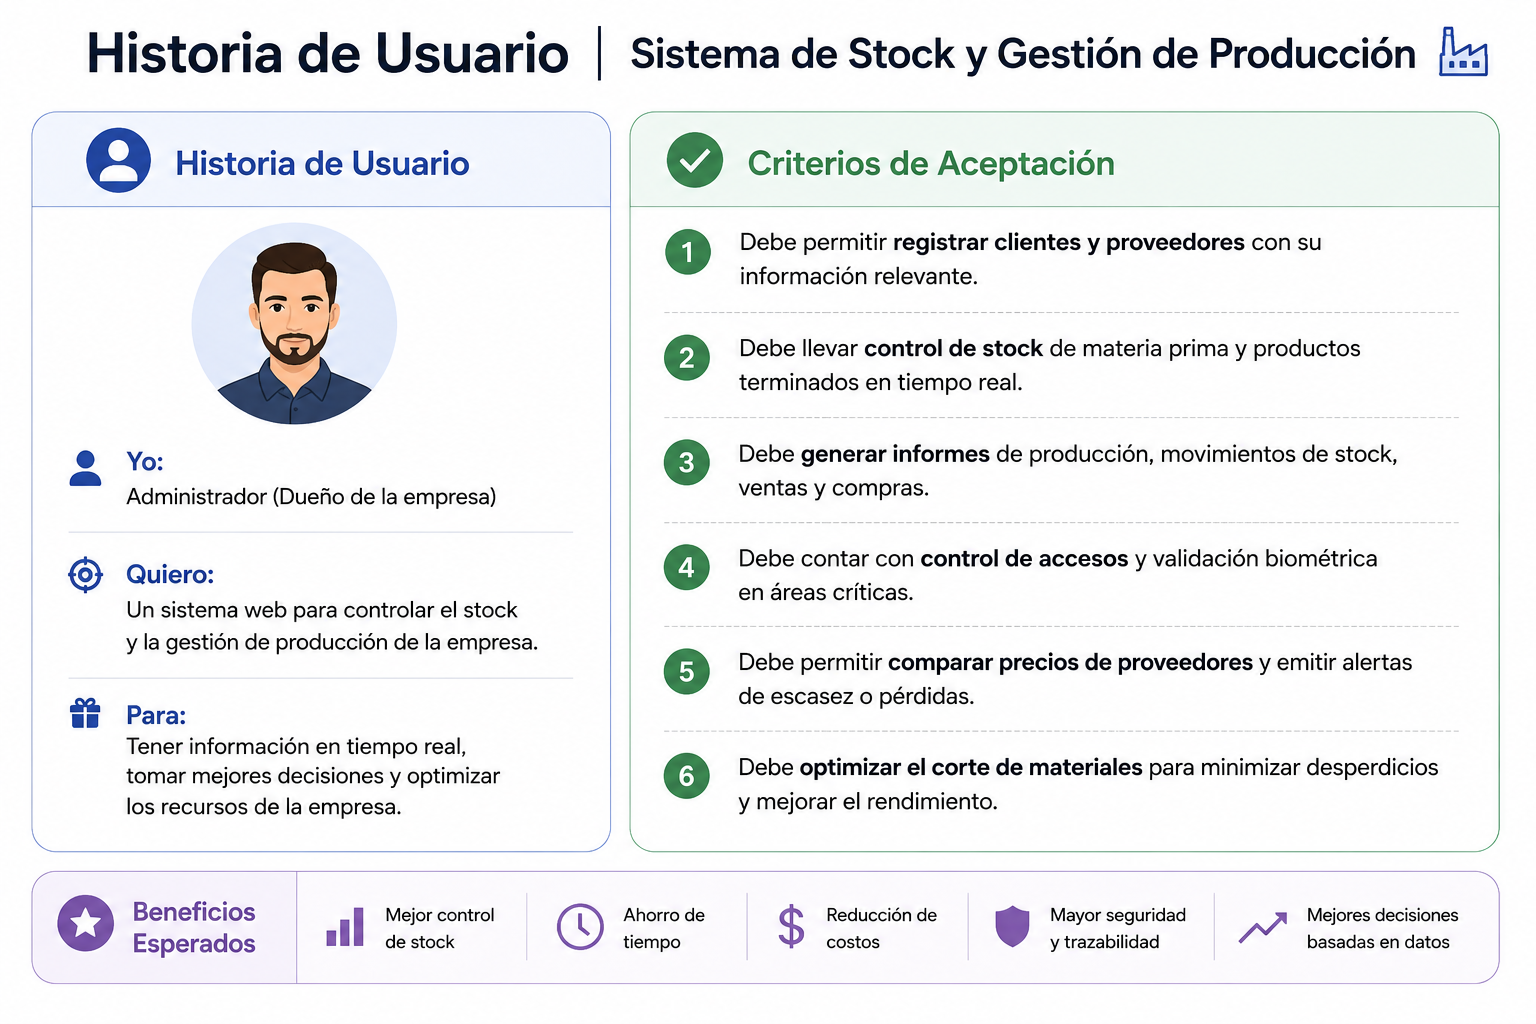 Historia de Usuario | Sistema de Stock y Gestión de Producción
Historia de Usuario
Yo:
Administrador (Dueño de la empresa)
Quiero:
Un sistema web para controlar el stock
y la gestión de producción de la empresa.
Para:
Tener información en tiempo real,
tomar mejores decisiones y optimizar
los recursos de la empresa.
Criterios de Aceptación
1
Debe permitir registrar clientes y proveedores con su
información relevante.
2
Debe llevar control de stock de materia prima y productos
terminados en tiempo real.
3
Debe generar informes de producción, movimientos de stock,
ventas y compras.
4
Debe contar con control de accesos y validación biométrica
en áreas críticas.
5
Debe permitir comparar precios de proveedores y emitir alertas
de escasez o pérdidas.
6
Debe optimizar el corte de materiales para minimizar desperdicios
y mejorar el rendimiento.
Beneficios
Esperados
Mejor control
de stock
Ahorro de
tiempo
$
Reducción de
costos
Mayor seguridad
y trazabilidad
Mejores decisiones
basadas en datos